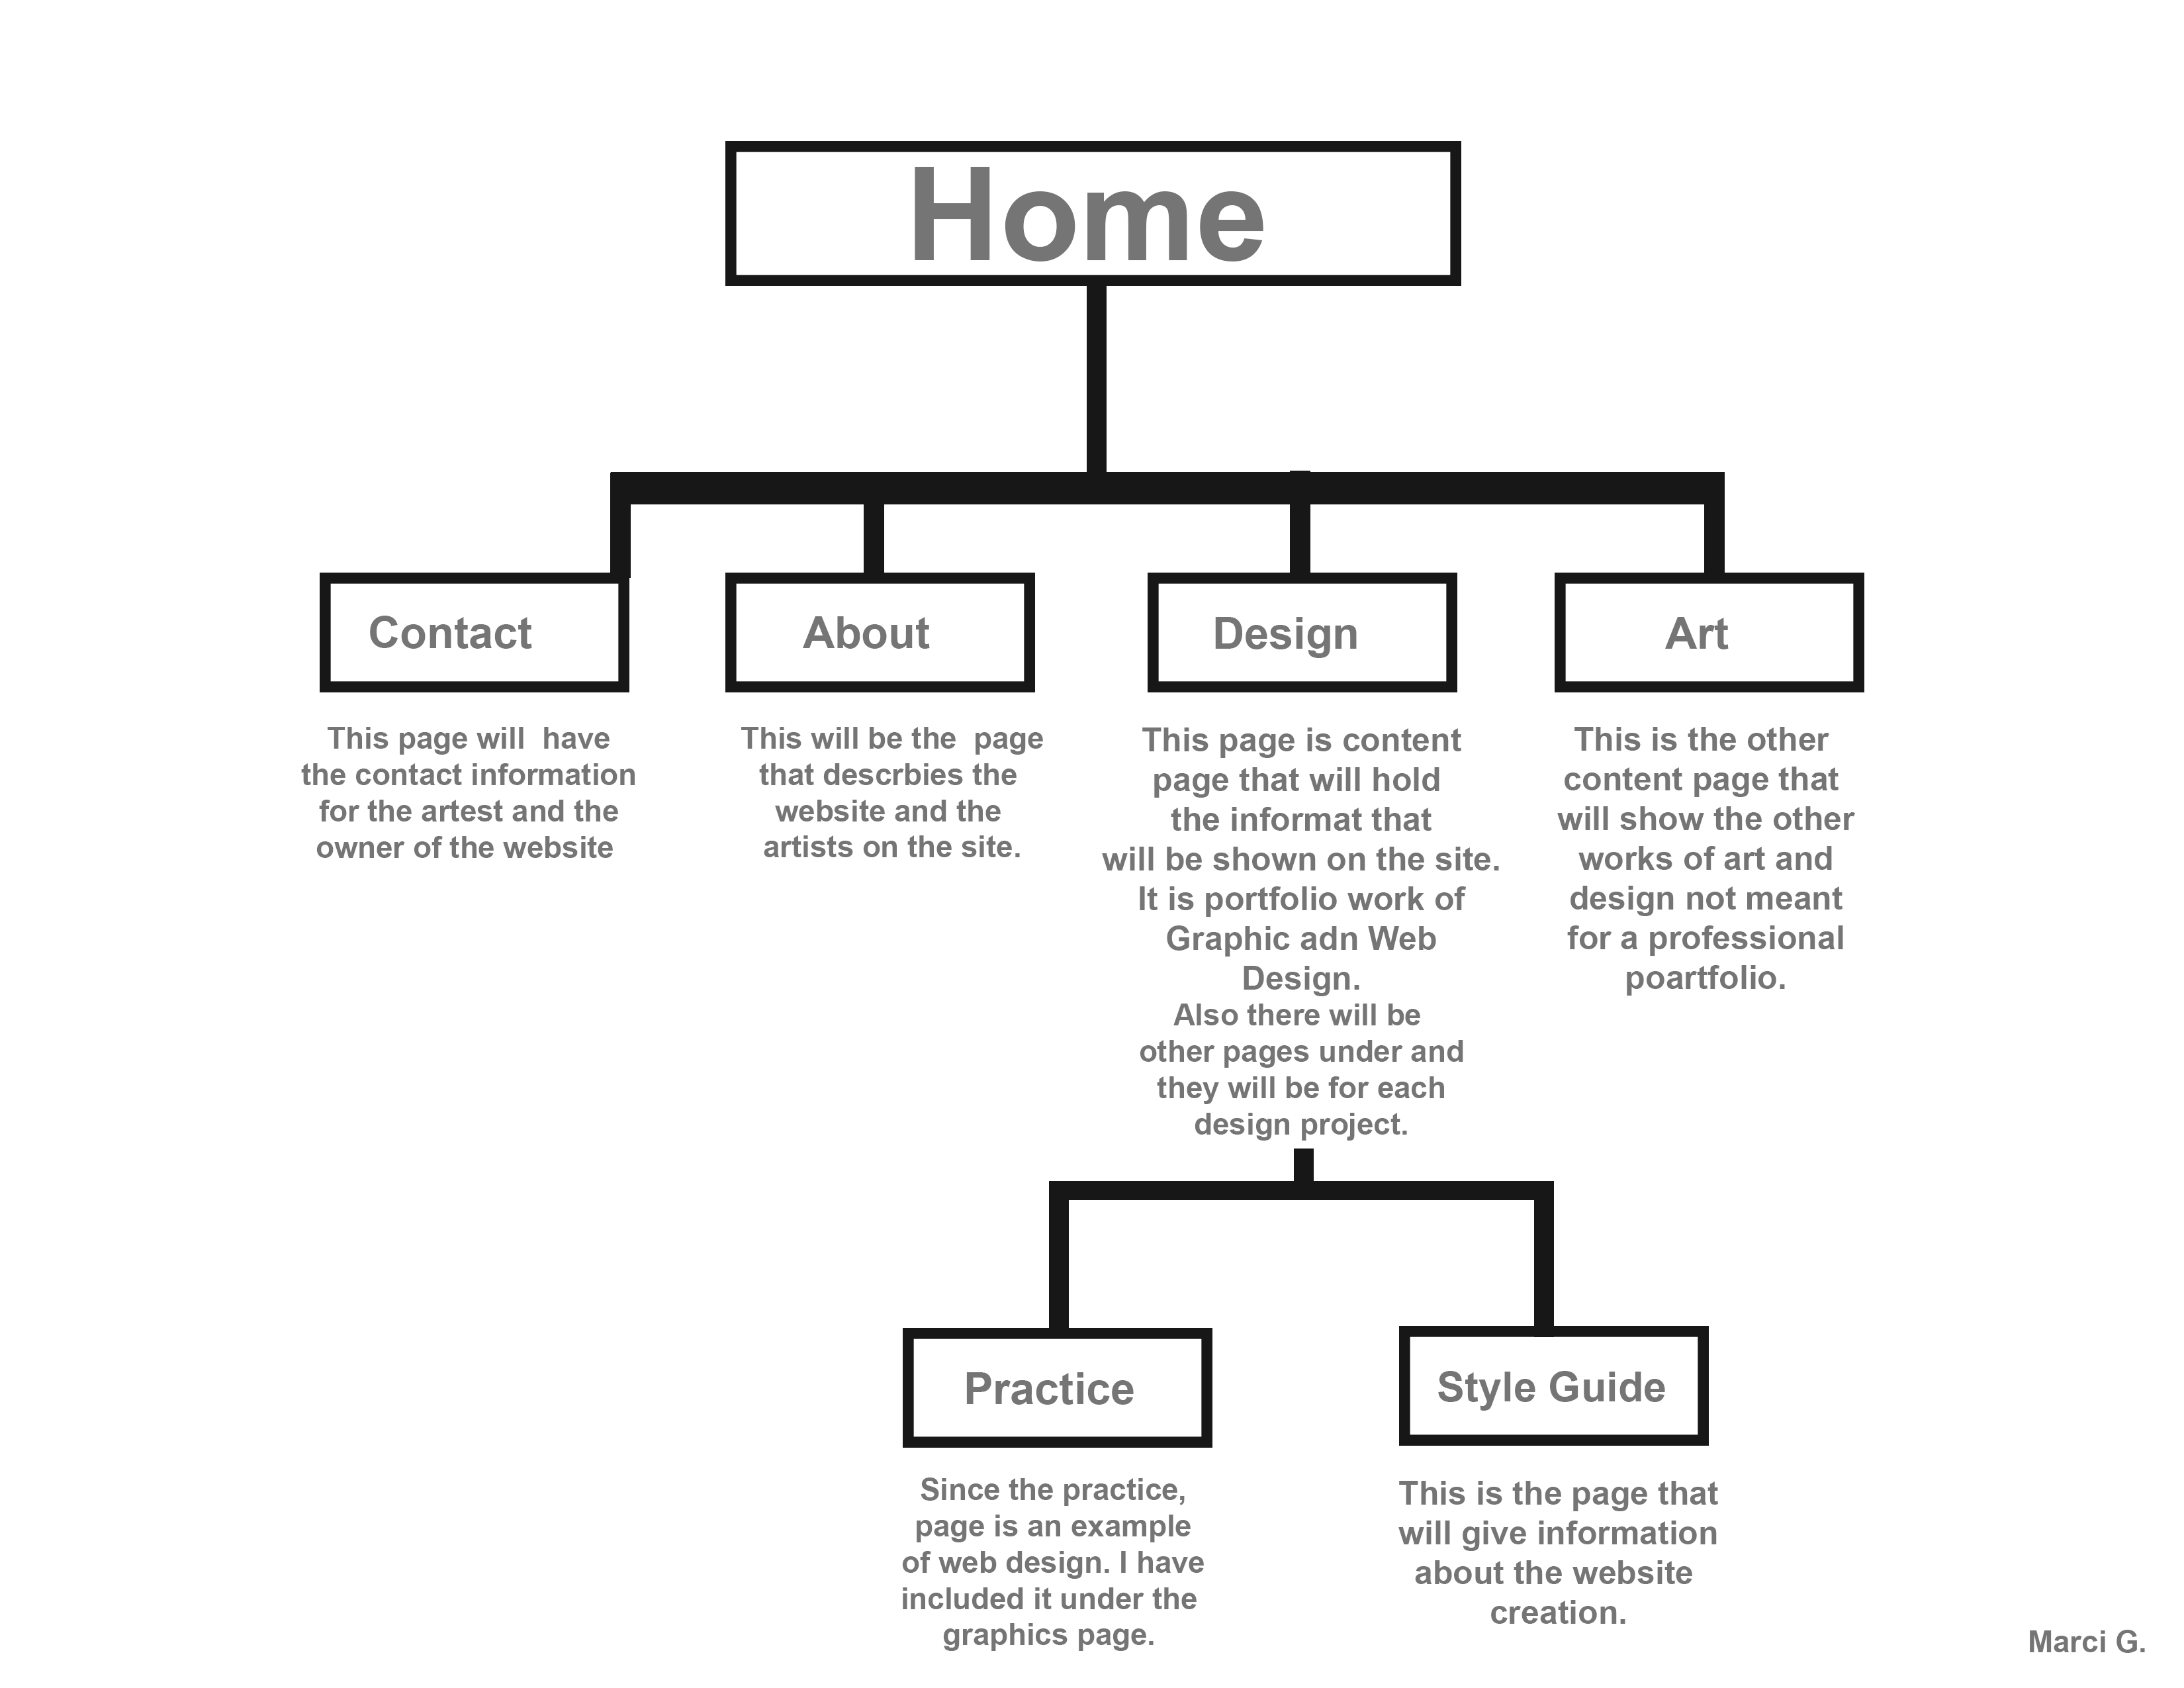 Home
Contact
This page will  have
the contact information
for the artest and the
owner of the website
About
This will be the  page
that descrbies the
website and the
artists on the site.
Design
This page is content
page that will hold
the informat that
will be shown on the site.
It is portfolio work of
Graphic adn Web
Design.
Also there will be
other pages under and
they will be for each
design project.
Art
This is the other
content page that
will show the other
works of art and
design not meant
for a professional
poartfolio.
Practice
Since the practice,
page is an example
of web design. I have
included it under the
graphics page.
Style Guide
This is the page that
will give information
about the website
creation.
Marci G.